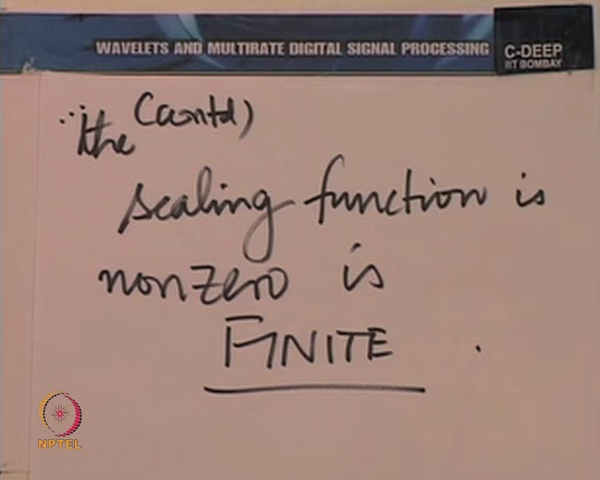 WAVELETS AND MULTIRATE DIGITAL SIGNAL PROCESSING
C-DEEP
IIT BOMBAY
... (Contd)
the
scaling function is
nonzero is
FINITE.
NPTEL